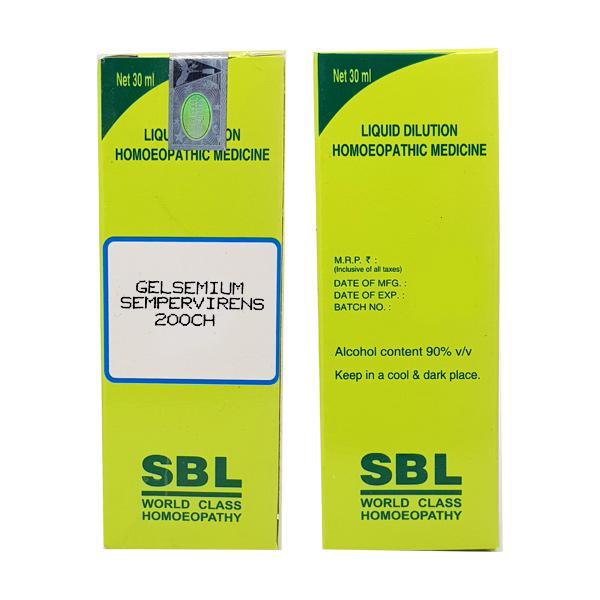 Net 30 ml
LIQU ON
HOMOEOPATHIC MEDICINE
GELSEMIUM
SEMPERVIRENS
200CH
SBL
WORLD CLASS
HOMOEOPATHY
Net 30 ml
LIQUID DILUTION
HOMOEOPATHIC MEDICINE
M.R.P. ₹ :
(Inclusive of all taxes)
DATE OF MFG. :
DATE OF EXP. :
BATCH NO. :
Alcohol content 90% v/v
Keep in a cool & dark place.
SBL
WORLD CLASS
HOMOEOPATHY